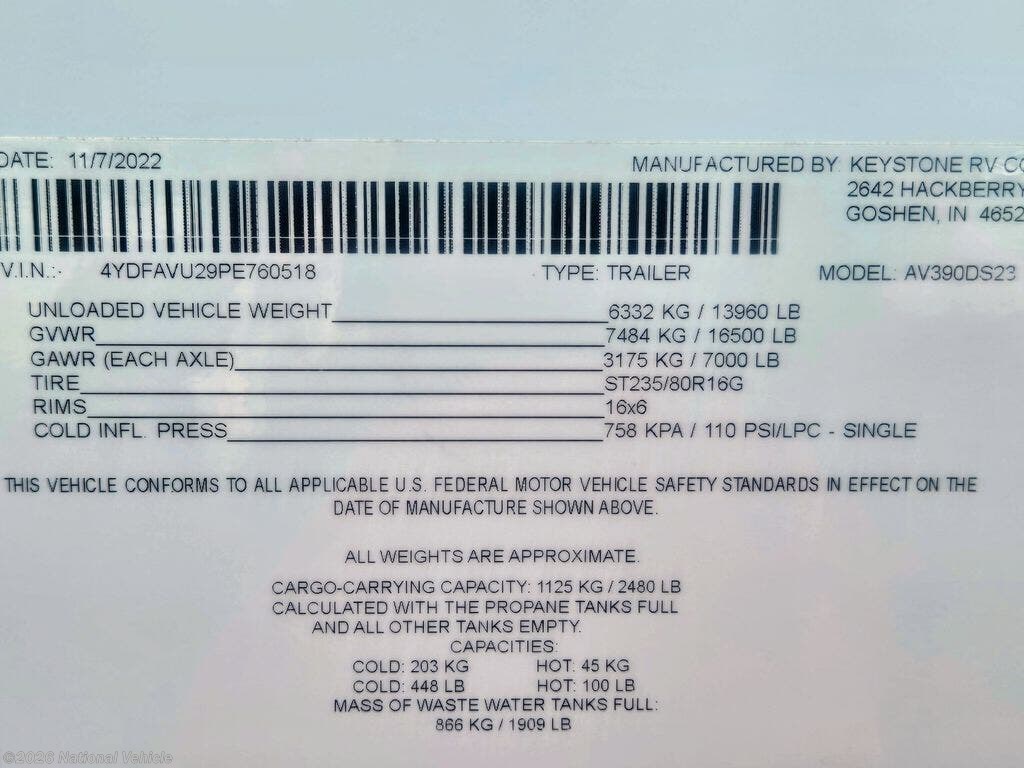 DATE: 11/7/2022 MANUFACTURED BY: KEYSTONE RV CO
2642 HACKBERRY
GOSHEN, IN 4652
V.I.N.: 4YDFAVU29PE760518 TYPE: TRAILER MODEL: AV390DS23
UNLOADED VEHICLE WEIGHT 6332 KG / 13960 LB
GVWR 7484 KG / 16500 LB
GAWR (EACH AXLE) 3175 KG / 7000 LB
TIRE ST235/80R16G
RIMS 16x6
COLD INFL. PRESS 758 KPA / 110 PSI/LPC - SINGLE
THIS VEHICLE CONFORMS TO ALL APPLICABLE U.S. FEDERAL MOTOR VEHICLE SAFETY STANDARDS IN EFFECT ON THE
DATE OF MANUFACTURE SHOWN ABOVE.
ALL WEIGHTS ARE APPROXIMATE.
CARGO-CARRYING CAPACITY: 1125 KG / 2480 LB
CALCULATED WITH THE PROPANE TANKS FULL
AND ALL OTHER TANKS EMPTY.
CAPACITIES:
COLD: 203 KG HOT: 45 KG
COLD: 448 LB HOT: 100 LB
MASS OF WASTE WATER TANKS FULL:
866 KG / 1909 LB
©2026 National Vehicle